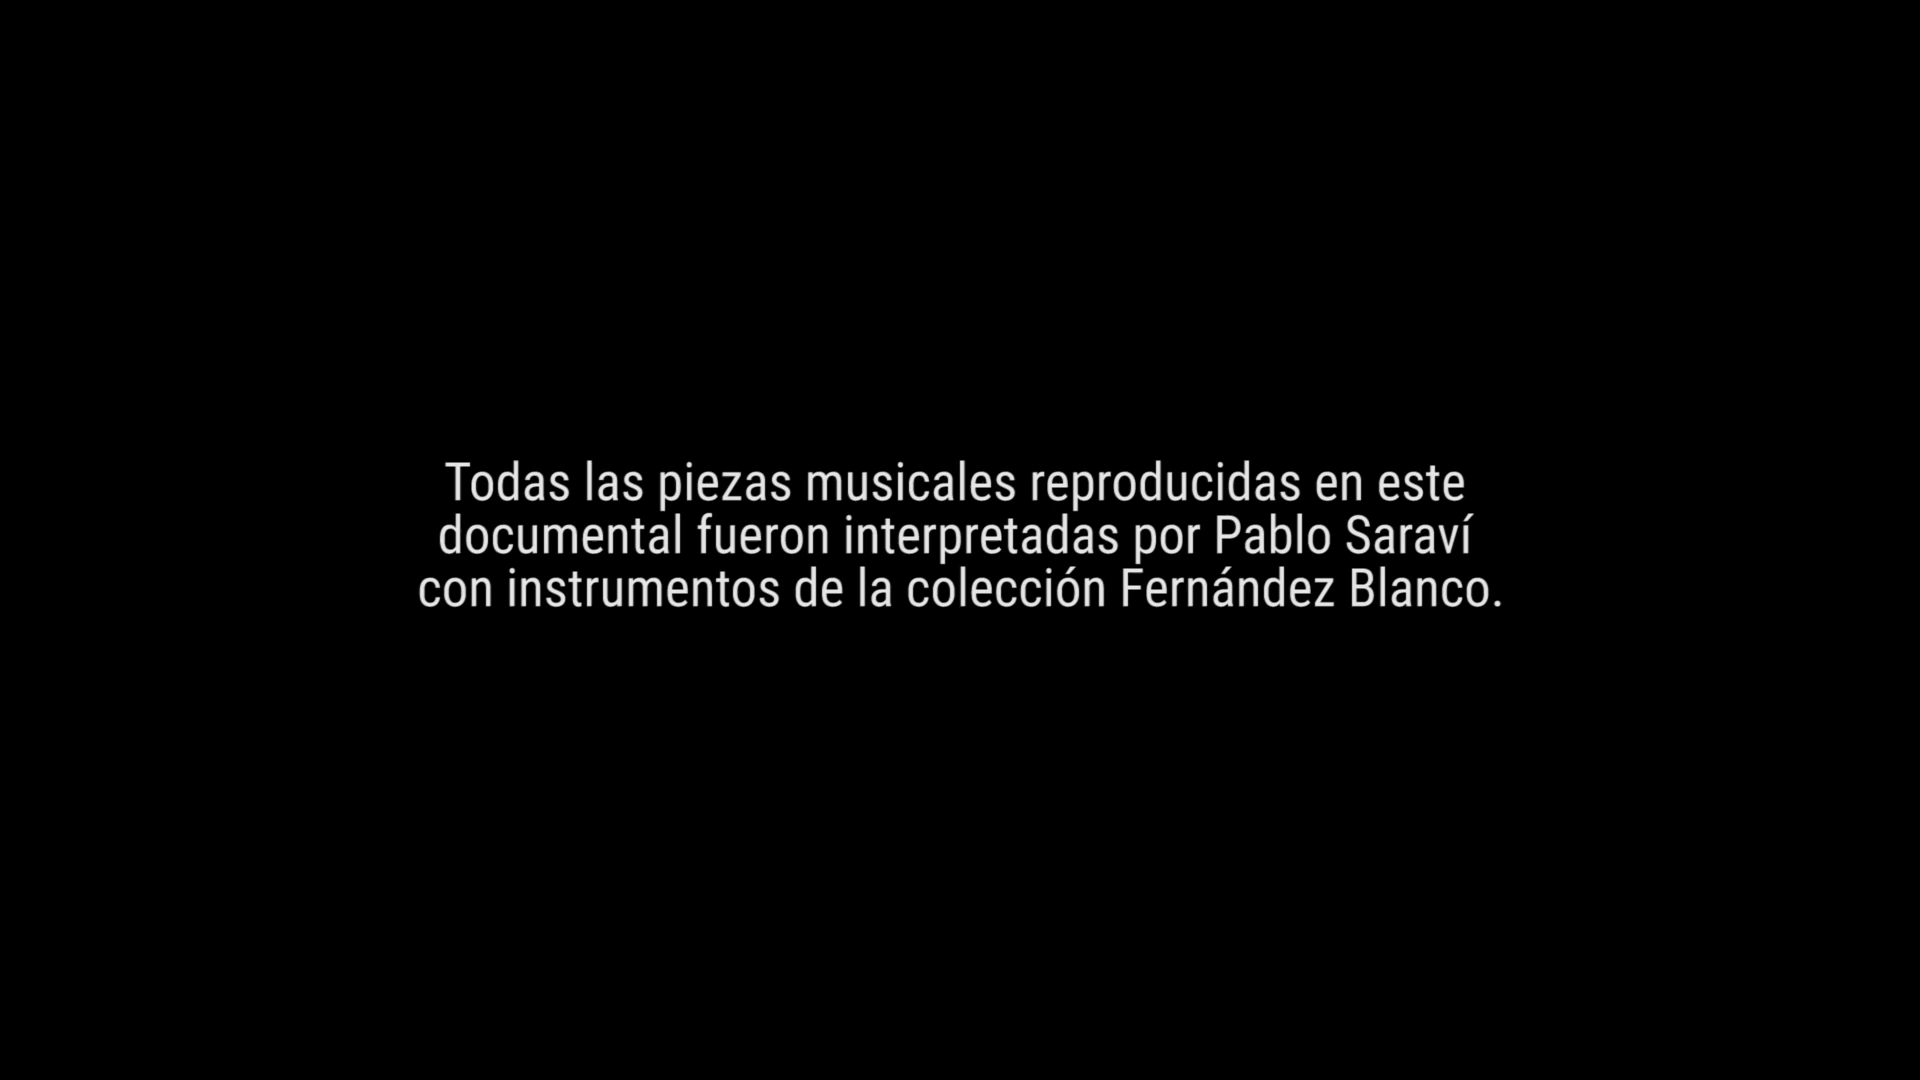 Todas las piezas musicales reproducidas en este
documental fueron interpretadas por Pablo Saraví
con instrumentos de la colección Fernández Blanco.